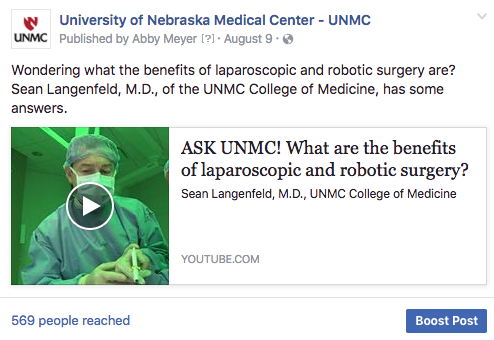 University of Nebraska Medical Center - UNMC
UNMC
Published by Abby Meyer [?] · August 9 ·
Wondering what the benefits of laparoscopic and robotic surgery are?
Sean Langenfeld, M.D., of the UNMC College of Medicine, has some
answers.
ASK UNMC! What are the benefits
of laparoscopic and robotic surgery?
Sean Langenfeld, M.D., UNMC College of Medicine
YOUTUBE.COM
569 people reached
Boost Post